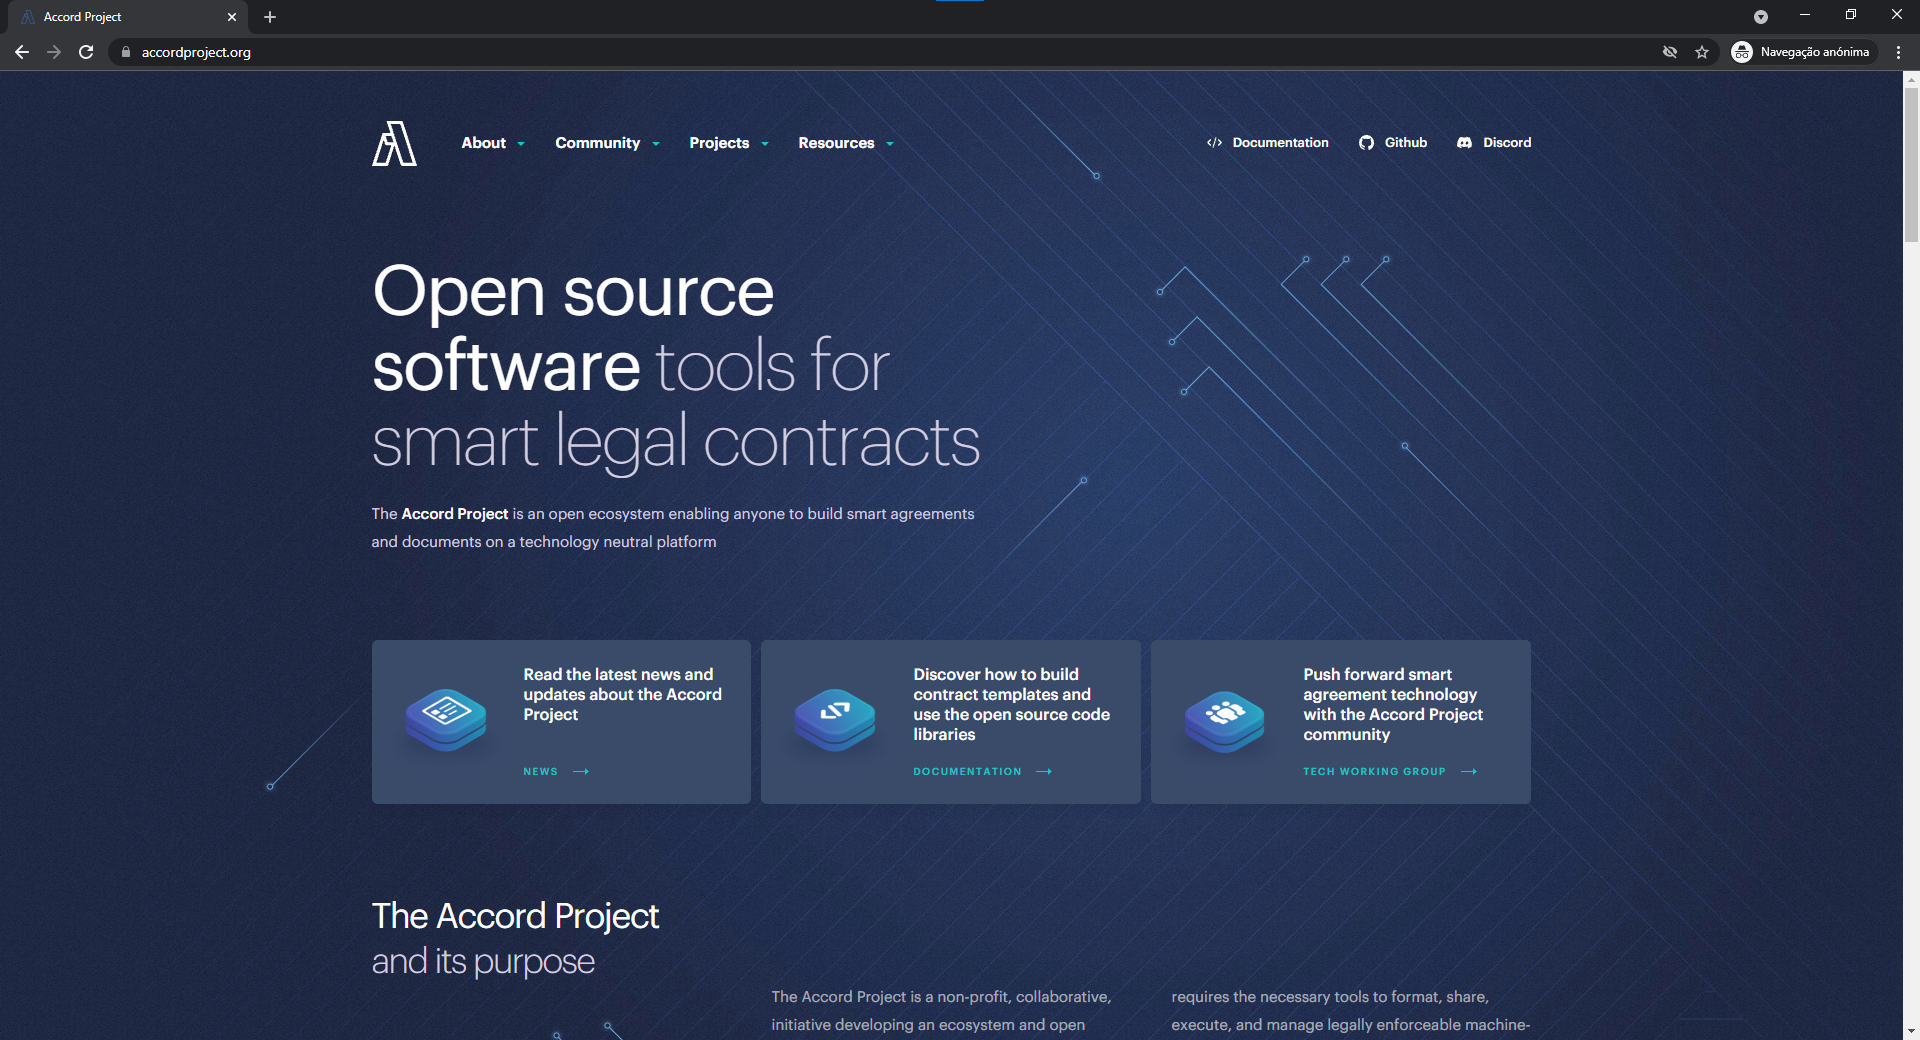 Accord Project
accordproject.org
Navegação anónima
About
Community
Projects
Resources
Documentation
Github
Discord
Open source
software tools for
smart legal contracts
The Accord Project is an open ecosystem enabling anyone to build smart agreements
and documents on a technology neutral platform
Read the latest news and
updates about the Accord
Project
NEWS
Discover how to build
contract templates and
use the open source code
libraries
DOCUMENTATION
Push forward smart
agreement technology
with the Accord Project
community
TECH WORKING GROUP
The Accord Project
and its purpose
The Accord Project is a non-profit, collaborative,
initiative developing an ecosystem and open
requires the necessary tools to format, share,
execute, and manage legally enforceable machine-